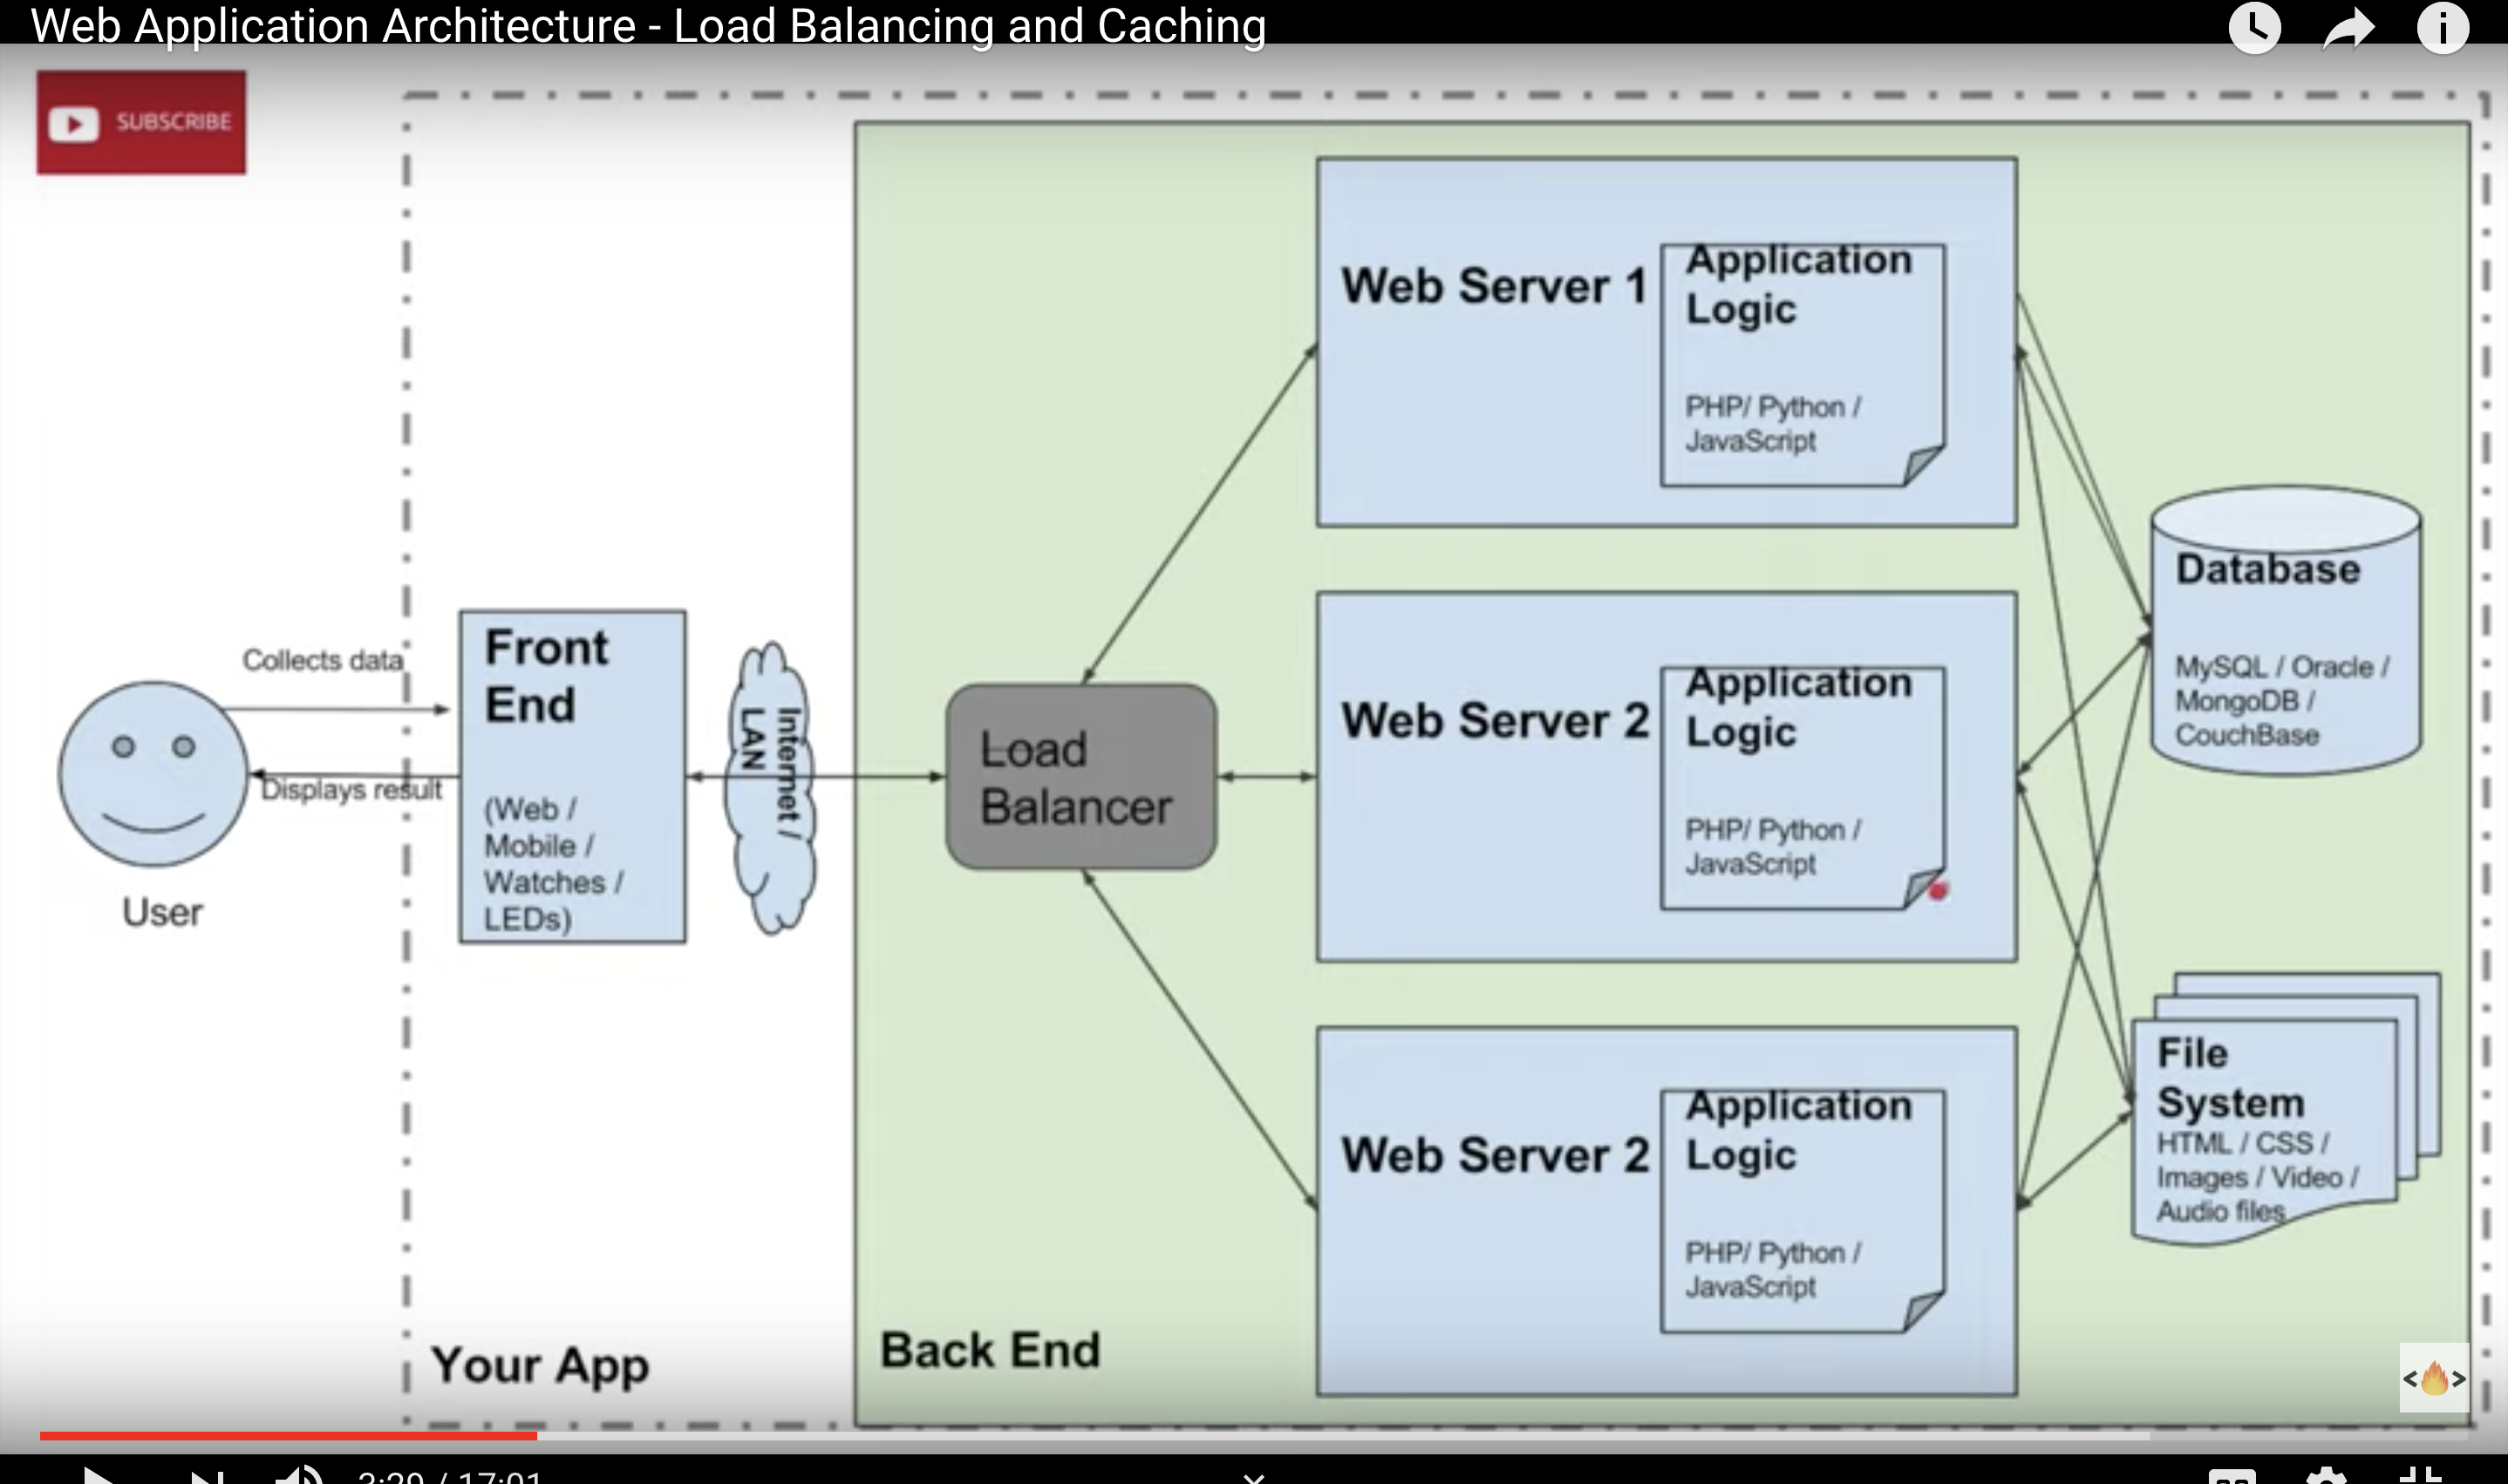 Web Application Architecture - Load Balancing and Caching
SUBSCRIBE
Collects data
Displays result
User
Front
End
(Web /
Mobile /
Watches /
LEDs)
Internet /
LAN
Load
Balancer
Web Server 1
Application
Logic
PHP/ Python /
JavaScript
Web Server 2
Application
Logic
PHP/ Python /
JavaScript
Web Server 2
Application
Logic
PHP/ Python /
JavaScript
Database
MySQL / Oracle /
MongoDB /
CouchBase
File
System
HTML / CSS /
Images / Video /
Audio files
Your App
Back End
3:29 / 17:01